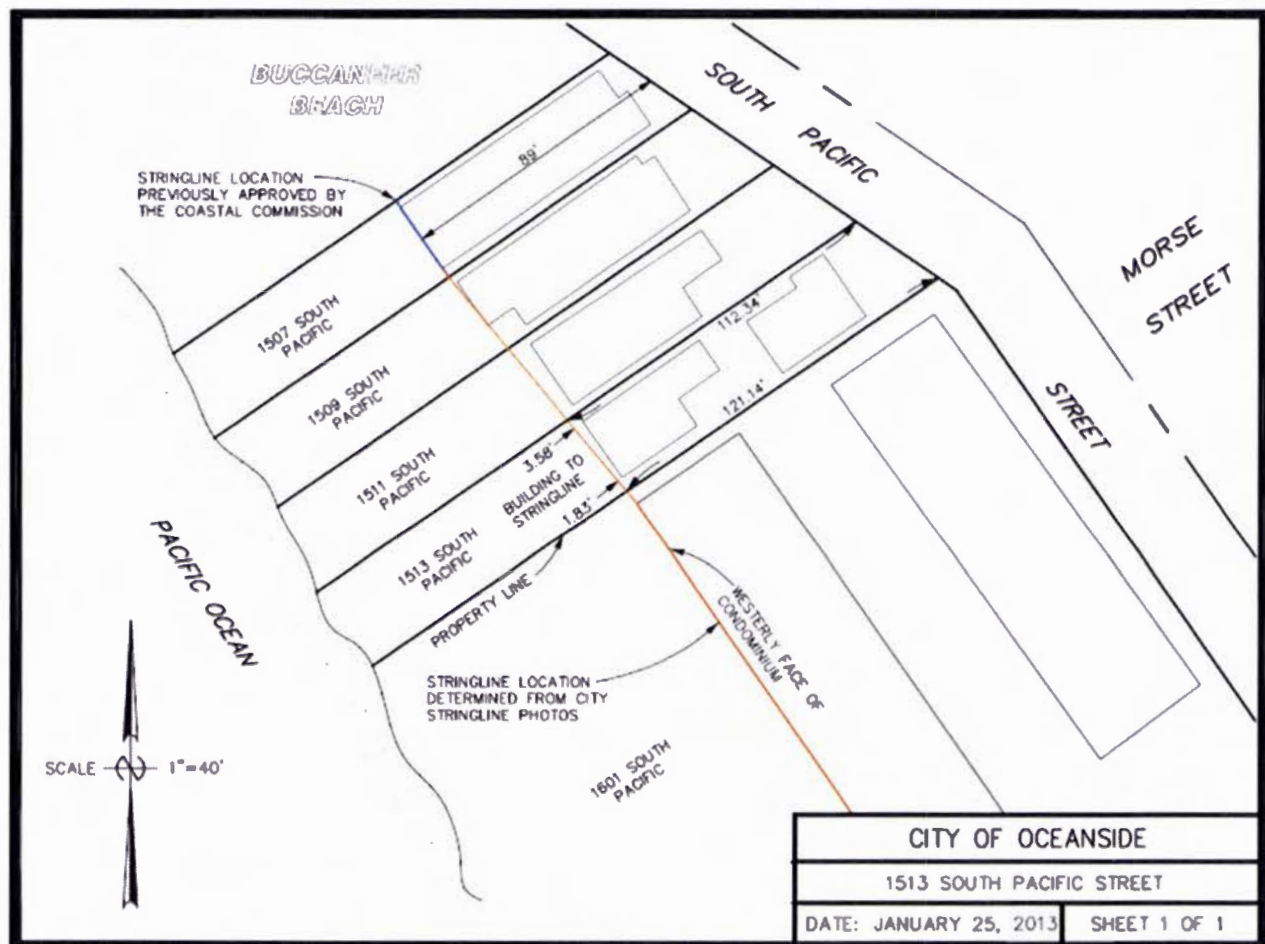 BUCCANEER
BEACH
SOUTH PACIFIC
STREET
MORSE
STREET
STRINGLINE LOCATION
PREVIOUSLY APPROVED BY
THE COASTAL COMMISSION
89'
1507 SOUTH
PACIFIC
1509 SOUTH
PACIFIC
1511 SOUTH
PACIFIC
1513 SOUTH
PACIFIC
112.34'
121.14'
3.58'
BUILDING TO
STRINGLINE
1.83'
PROPERTY LINE
PACIFIC OCEAN
WESTERLY FACE OF
CONDOMINIUM
STRINGLINE LOCATION
DETERMINED FROM CITY
STRINGLINE PHOTOS
1601 SOUTH
PACIFIC
SCALE 1"=40'
CITY OF OCEANSIDE
1513 SOUTH PACIFIC STREET
DATE: JANUARY 25, 2013
SHEET 1 OF 1